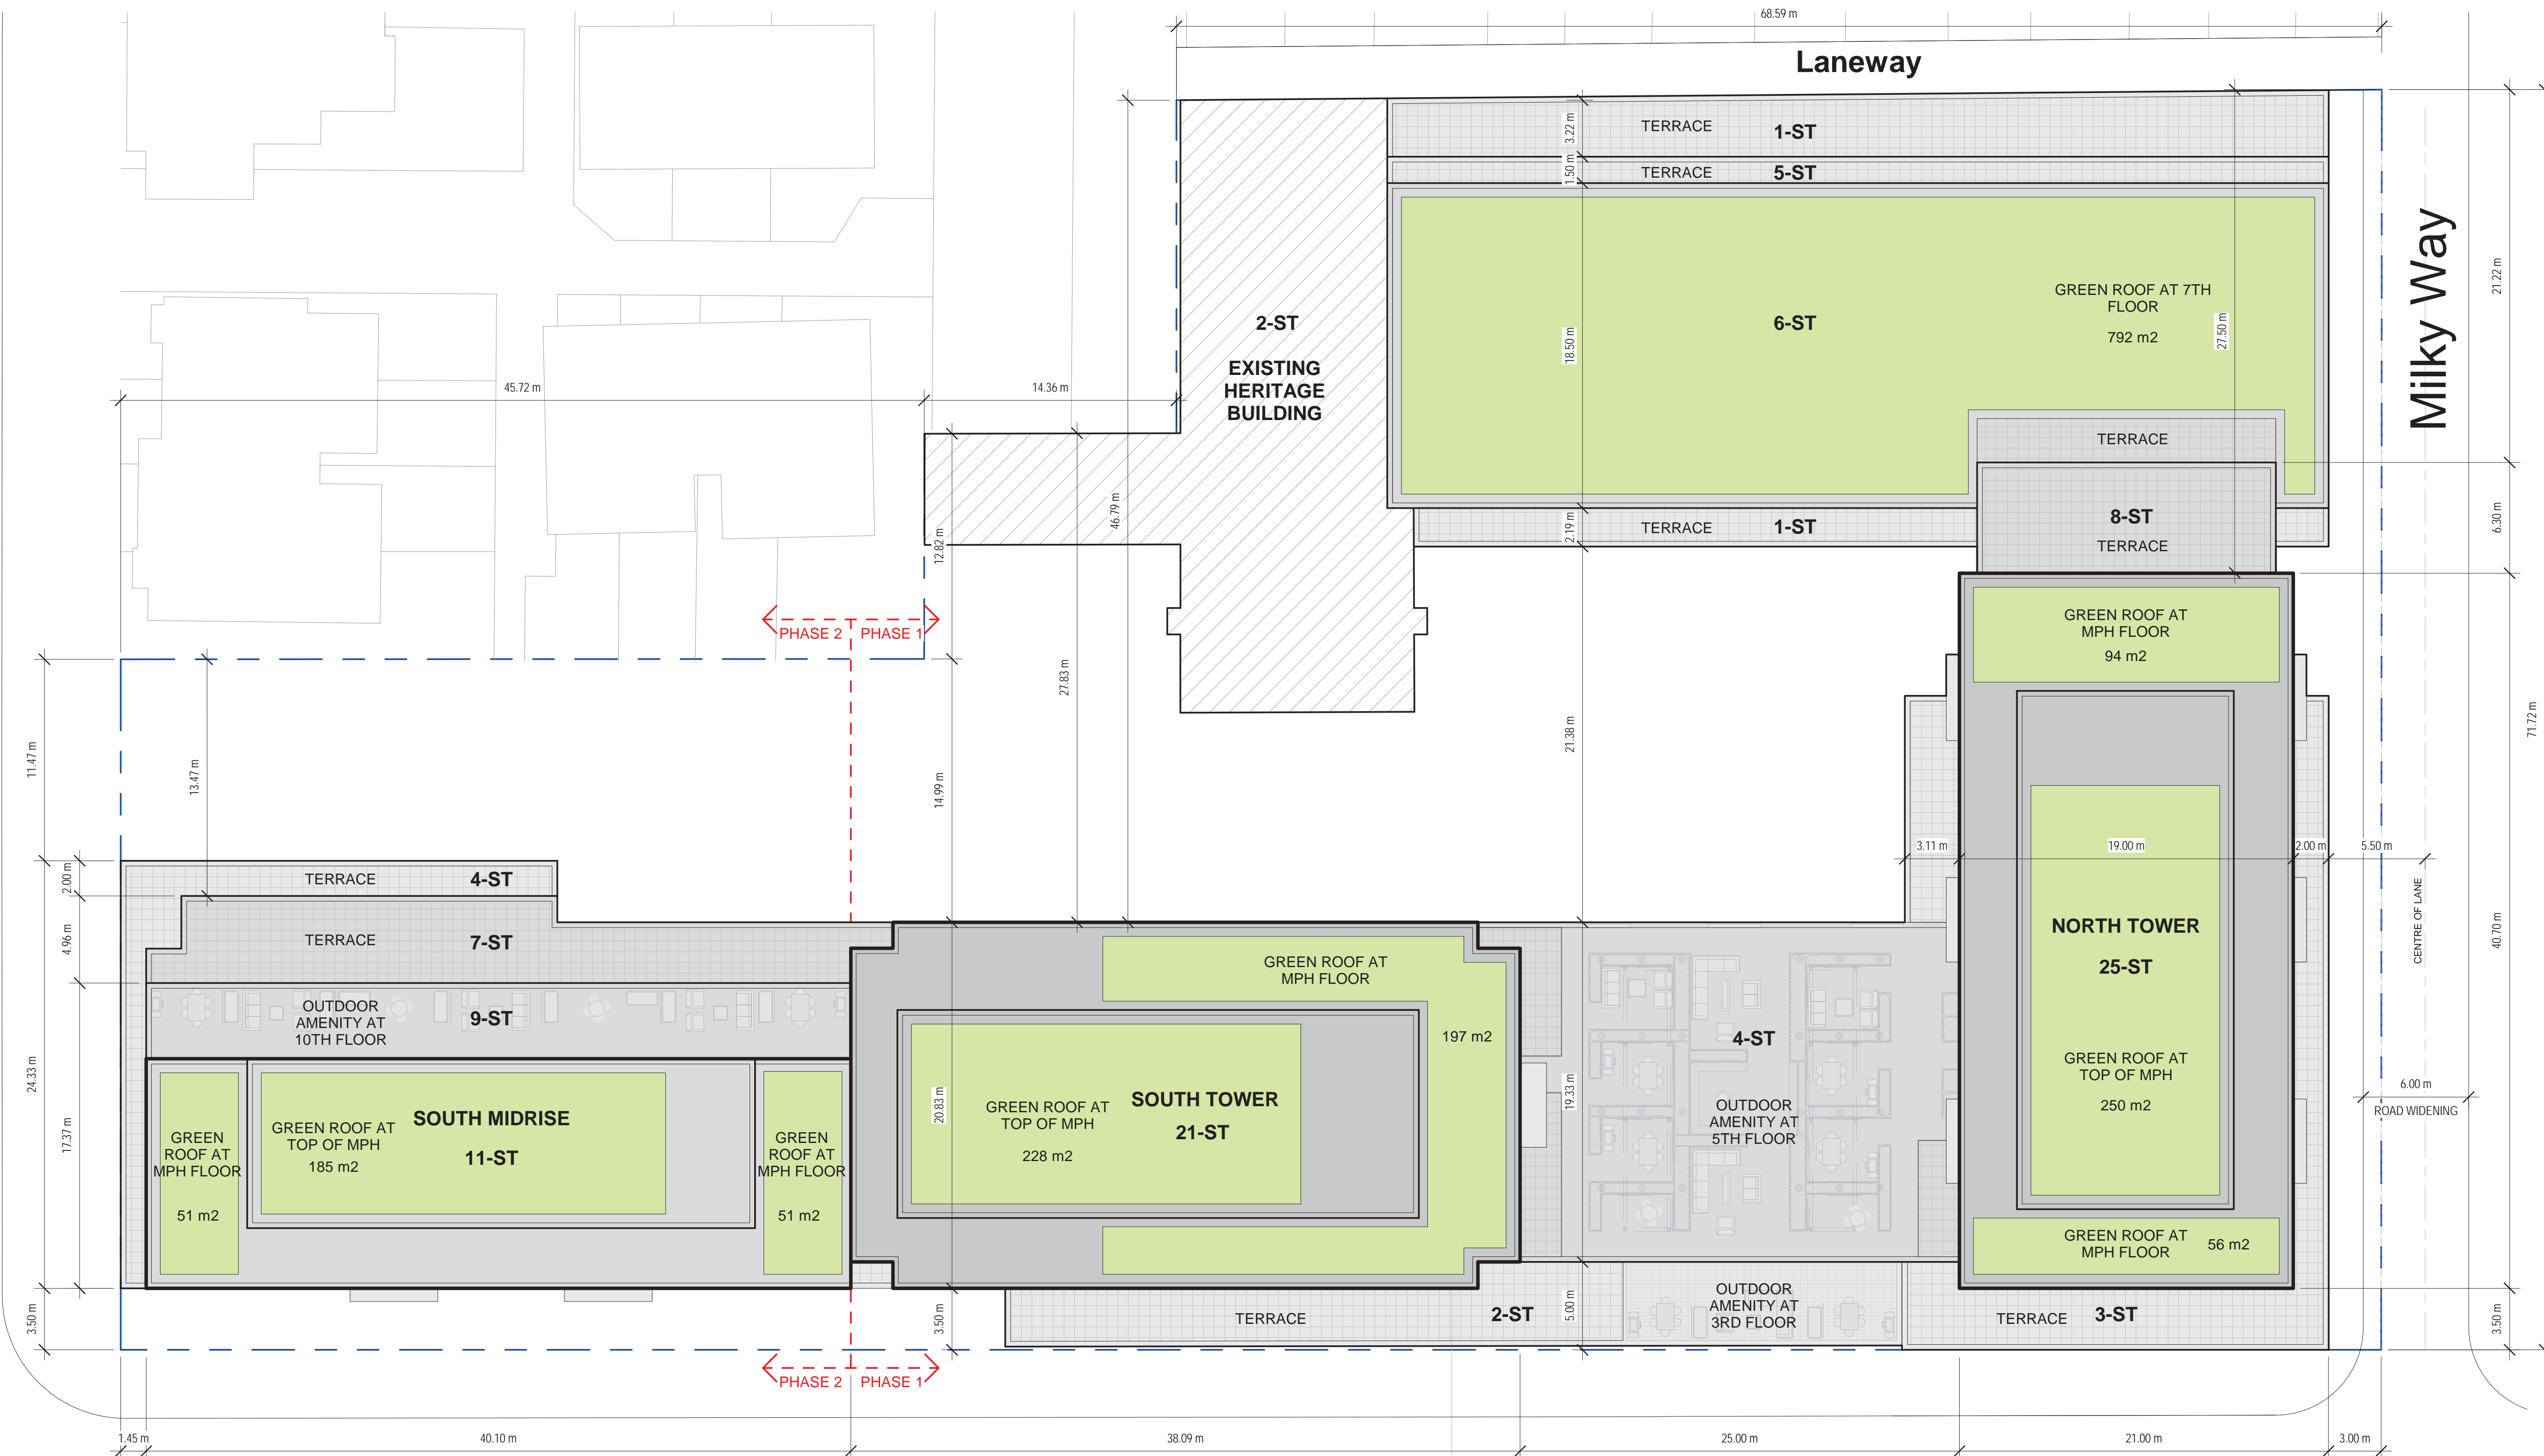 68.59 m
Laneway
TERRACE 1-ST
3.22 m
TERRACE 5-ST
1.50 m
Milky Way
21.22 m
GREEN ROOF AT 7TH
FLOOR
792 m2
27.50 m
2-ST
6-ST
18.50 m
EXISTING
HERITAGE
BUILDING
45.72 m
14.36 m
TERRACE
46.79 m
TERRACE 1-ST
2.19 m
8-ST
TERRACE
6.30 m
12.82 m
PHASE 2
PHASE 1
GREEN ROOF AT
MPH FLOOR
94 m2
27.83 m
21.38 m
71.72 m
11.47 m
13.47 m
14.99 m
3.11 m
19.00 m
2.00 m
5.50 m
2.00 m
TERRACE 4-ST
CENTRE OF LANE
NORTH TOWER
25-ST
40.70 m
4.96 m
TERRACE 7-ST
GREEN ROOF AT
MPH FLOOR
197 m2
OUTDOOR
AMENITY AT
10TH FLOOR
9-ST
4-ST
24.33 m
17.37 m
GREEN
ROOF AT
MPH FLOOR
51 m2
GREEN ROOF AT
TOP OF MPH
185 m2
SOUTH MIDRISE
11-ST
GREEN
ROOF AT
MPH FLOOR
51 m2
20.83 m
GREEN ROOF AT
TOP OF MPH
228 m2
SOUTH TOWER
21-ST
19.33 m
OUTDOOR
AMENITY AT
5TH FLOOR
GREEN ROOF AT
TOP OF MPH
250 m2
6.00 m
ROAD WIDENING
GREEN ROOF AT
MPH FLOOR
56 m2
3.50 m
3.50 m
TERRACE 2-ST
5.00 m
OUTDOOR
AMENITY AT
3RD FLOOR
TERRACE 3-ST
3.50 m
PHASE 2
PHASE 1
1.45 m
40.10 m
38.09 m
25.00 m
21.00 m
3.00 m